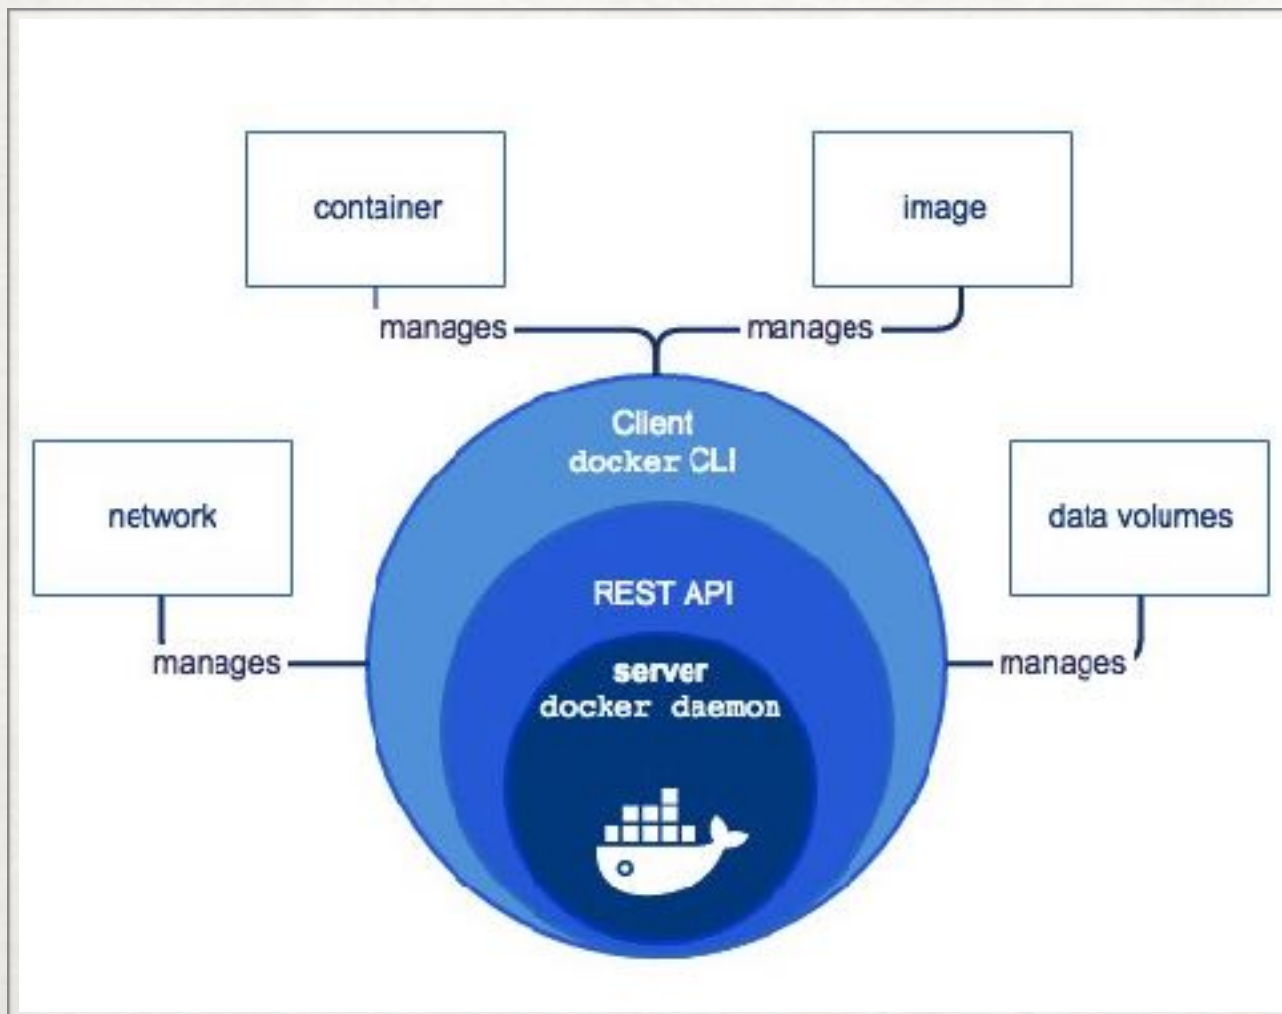 container
image
manages
manages
Client
docker CLI
network
data volumes
REST API
manages
manages
server
docker daemon